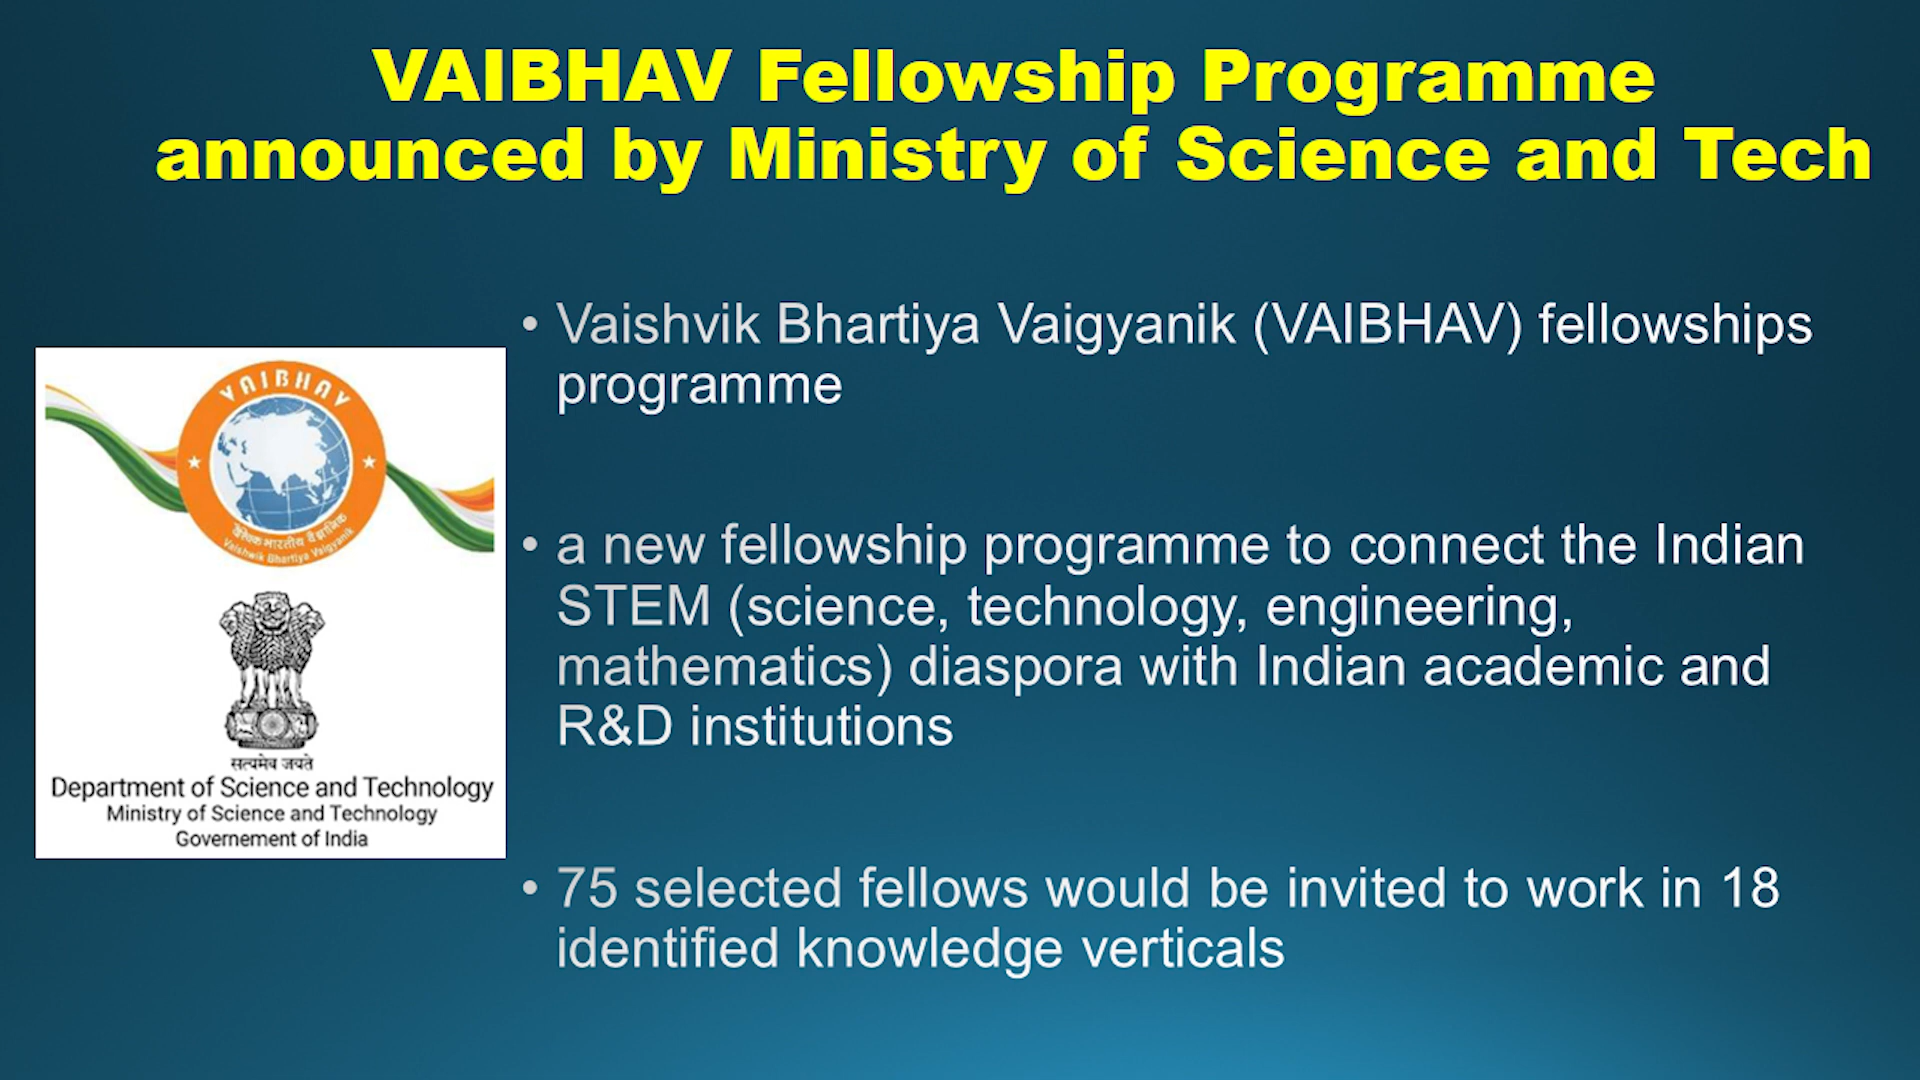 VAIBHAV Fellowship Programme
announced by Ministry of Science and Tech
• Vaishvik Bhartiya Vaigyanik (VAIBHAV) fellowships
programme
• a new fellowship programme to connect the Indian
STEM (science, technology, engineering,
mathematics) diaspora with Indian academic and
R&D institutions
• 75 selected fellows would be invited to work in 18
identified knowledge verticals
VAIBHAV
वैश्विक भारतीय वैज्ञानिक
Vaishwik Bhartiya Vaigyanik
सत्यमेव जयते
Department of Science and Technology
Ministry of Science and Technology
Governement of India